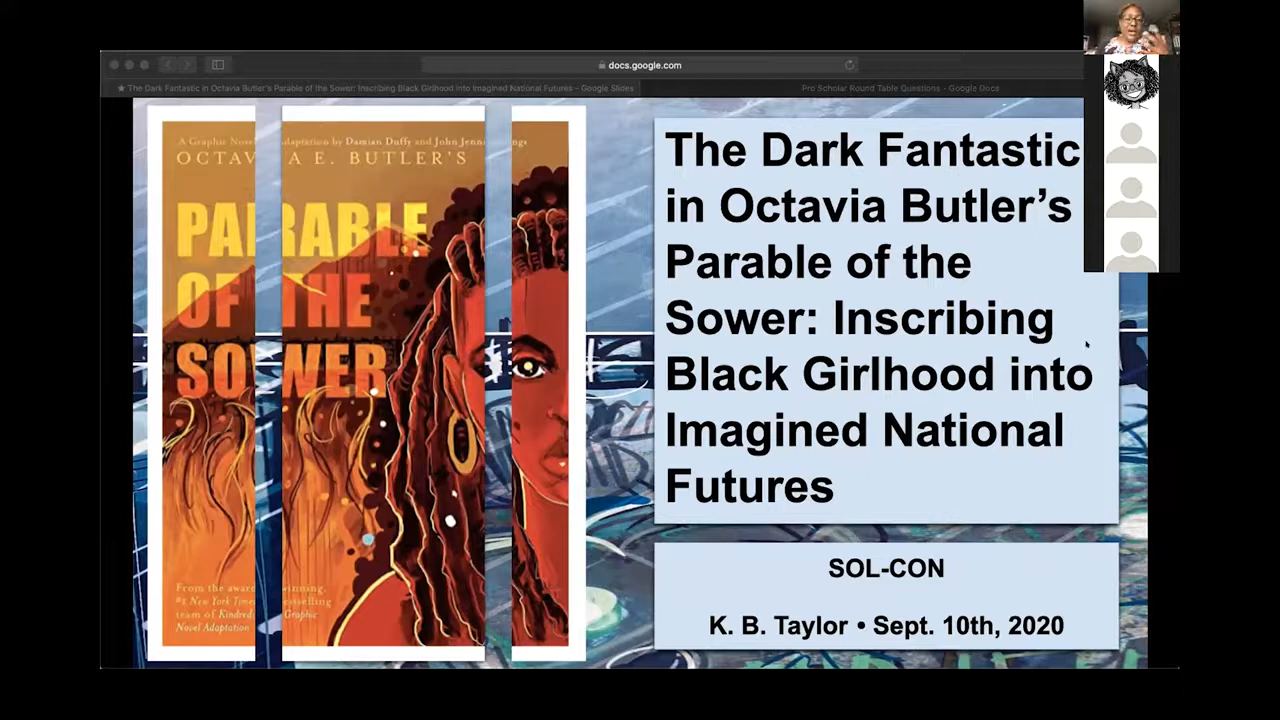 docs.google.com
★ The Dark Fantastic in Octavia Butler's Parable of the Sower: Inscribing Black Girlhood into Imagined National Futures - Google Slides
Pro Scholar Round Table Questions - Google Docs
A Graphic Novel Adaptation by Damian Duffy and John Jennings
OCTAVIA E. BUTLER'S
PARABLE
OF THE
SOWER
From the award-winning,
#1 New York Times bestselling
team of Kindred: A Graphic
Novel Adaptation
The Dark Fantastic
in Octavia Butler's
Parable of the
Sower: Inscribing
Black Girlhood into
Imagined National
Futures
SOL-CON
K. B. Taylor • Sept. 10th, 2020